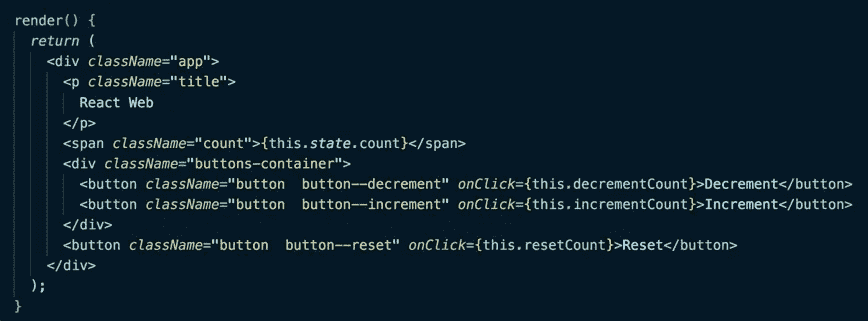 render() {
  return (
    <div className="app">
      <p className="title">
        React Web
      </p>
      <span className="count">{this.state.count}</span>
      <div className="buttons-container">
        <button className="button  button--decrement" onClick={this.decrementCount}>Decrement</button>
        <button className="button  button--increment" onClick={this.incrementCount}>Increment</button>
      </div>
      <button className="button  button--reset" onClick={this.resetCount}>Reset</button>
    </div>
  );
}